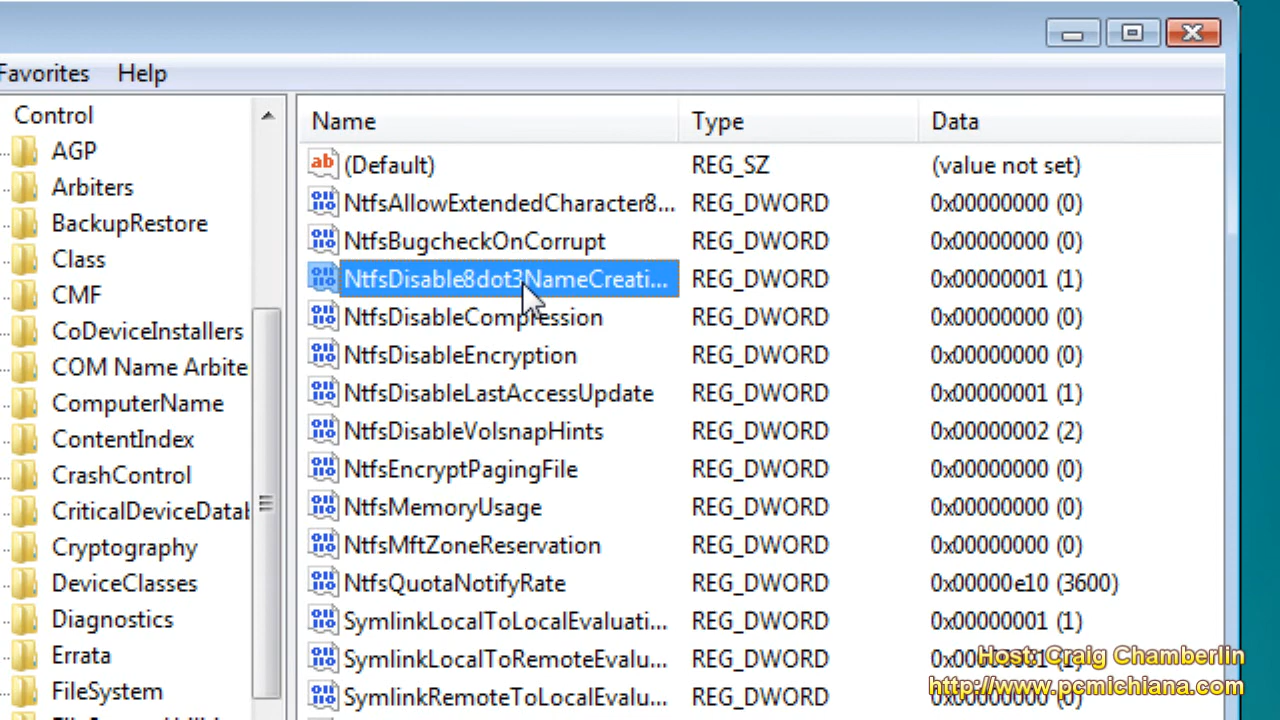 Favorites Help
Control
AGP
Arbiters
BackupRestore
Class
CMF
CoDeviceInstallers
COM Name Arbite
ComputerName
ContentIndex
CrashControl
CriticalDeviceDatab
Cryptography
DeviceClasses
Diagnostics
Errata
FileSystem
Name Type Data
(Default) REG_SZ (value not set)
NtfsAllowExtendedCharacter8... REG_DWORD 0x00000000 (0)
NtfsBugcheckOnCorrupt REG_DWORD 0x00000000 (0)
NtfsDisable8dot3NameCreati... REG_DWORD 0x00000001 (1)
NtfsDisableCompression REG_DWORD 0x00000000 (0)
NtfsDisableEncryption REG_DWORD 0x00000000 (0)
NtfsDisableLastAccessUpdate REG_DWORD 0x00000001 (1)
NtfsDisableVolsnapHints REG_DWORD 0x00000002 (2)
NtfsEncryptPagingFile REG_DWORD 0x00000000 (0)
NtfsMemoryUsage REG_DWORD 0x00000000 (0)
NtfsMftZoneReservation REG_DWORD 0x00000000 (0)
NtfsQuotaNotifyRate REG_DWORD 0x00000e10 (3600)
SymlinkLocalToLocalEvaluati... REG_DWORD 0x00000001 (1)
SymlinkLocalToRemoteEvalu... REG_DWORD 0x00000001 (1)
SymlinkRemoteToLocalEvalu... REG_DWORD
Host: Craig Chamberlin
http://www.pcmichiana.com